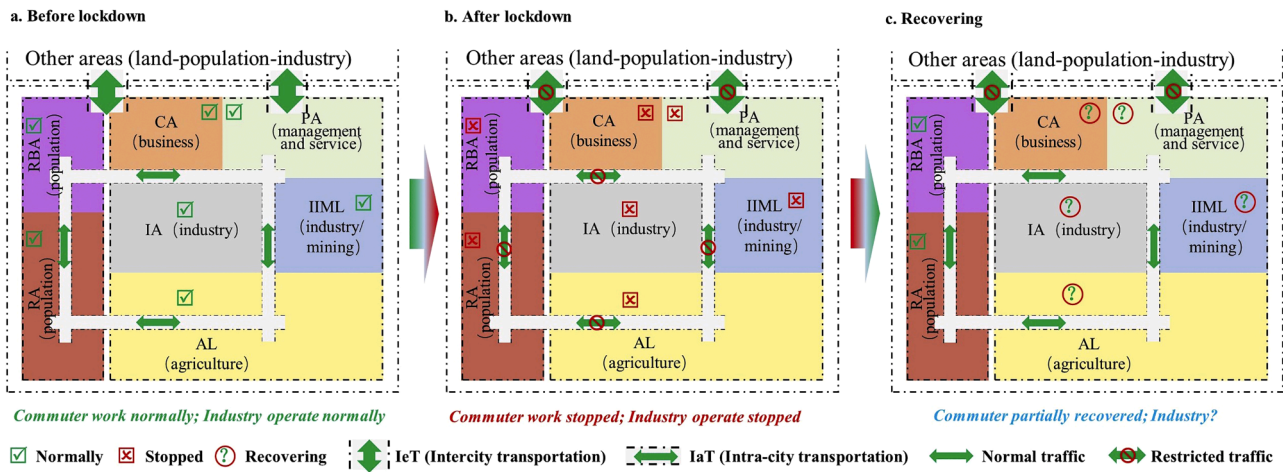 a. Before lockdown
Other areas (land-population-industry)
RBA
(population)
CA
(business)
PA
(management
and service)
IA（industry）
IIML
(industry/
mining)
RA
(population)
AL
(agriculture)
Commuter work normally; Industry operate normally
b. After lockdown
Other areas (land-population-industry)
RBA
(population)
CA
(business)
PA
(management
and service)
IA（industry）
IIML
(industry/
mining)
RA
(population)
AL
(agriculture)
Commuter work stopped; Industry operate stopped
c. Recovering
Other areas (land-population-industry)
RBA
(population)
CA
(business)
?
?
PA
(management
and service)
?
IA（industry）
IIML
?
(industry/
mining)
RA
(population)
?
AL
(agriculture)
Commuter partially recovered; Industry?
Normally
Stopped
?
Recovering
IeT (Intercity transportation)
IaT (Intra-city transportation)
Normal traffic
Restricted traffic